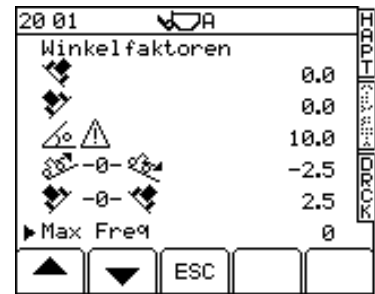 20 01 A
Winkelfaktoren
0.0
0.0
10.0
-0- -2.5
-0- 2.5
Max Freq 0
ESC
HAPT
DRCK